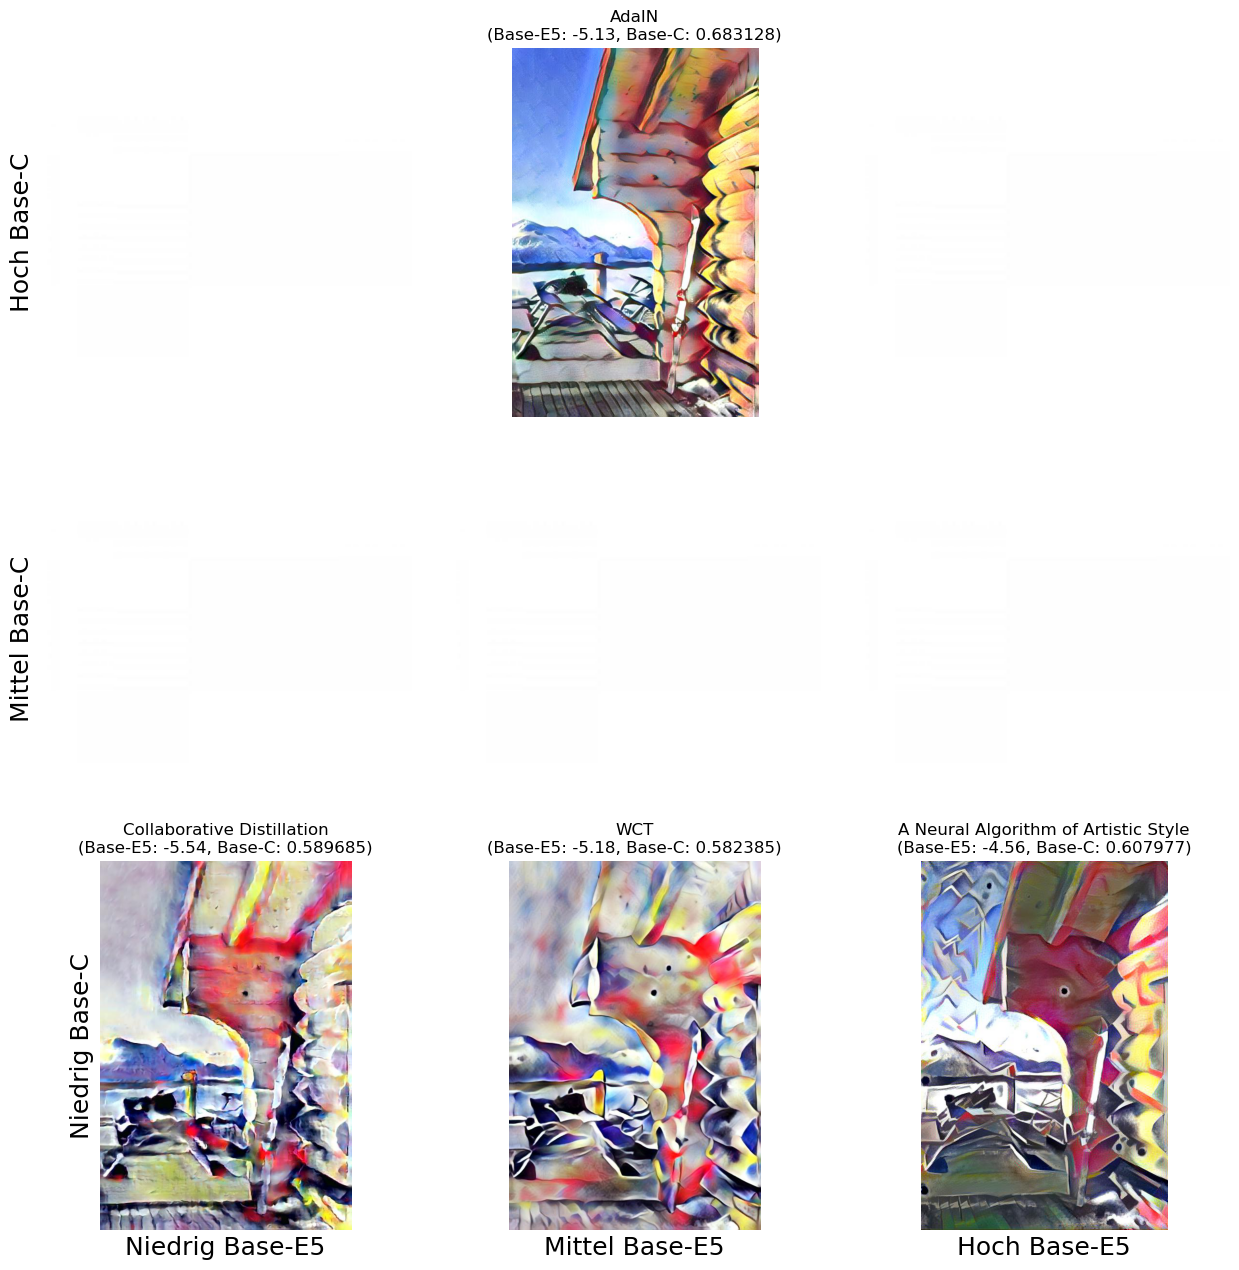 AdaIN
(Base-E5: -5.13, Base-C: 0.683128)
Hoch Base-C
Mittel Base-C
Collaborative Distillation
(Base-E5: -5.54, Base-C: 0.589685)
WCT
(Base-E5: -5.18, Base-C: 0.582385)
A Neural Algorithm of Artistic Style
(Base-E5: -4.56, Base-C: 0.607977)
Niedrig Base-C
Niedrig Base-E5
Mittel Base-E5
Hoch Base-E5